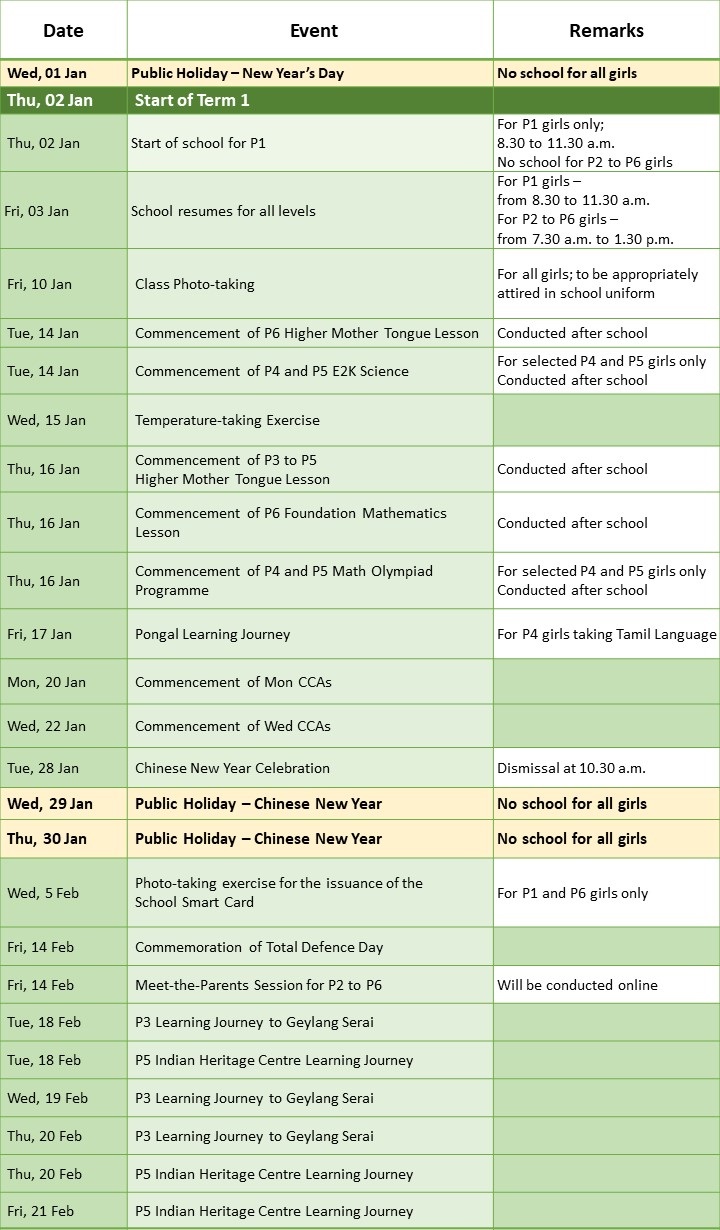 Date Event Remarks
Wed, 01 Jan Public Holiday – New Year's Day No school for all girls
Thu, 02 Jan Start of Term 1
Thu, 02 Jan Start of school for P1 For P1 girls only;
8.30 to 11.30 a.m.
No school for P2 to P6 girls
Fri, 03 Jan School resumes for all levels For P1 girls –
from 8.30 to 11.30 a.m.
For P2 to P6 girls –
from 7.30 a.m. to 1.30 p.m.
Fri, 10 Jan Class Photo-taking For all girls; to be appropriately
attired in school uniform
Tue, 14 Jan Commencement of P6 Higher Mother Tongue Lesson Conducted after school
Tue, 14 Jan Commencement of P4 and P5 E2K Science For selected P4 and P5 girls only
Conducted after school
Wed, 15 Jan Temperature-taking Exercise
Thu, 16 Jan Commencement of P3 to P5
Higher Mother Tongue Lesson Conducted after school
Thu, 16 Jan Commencement of P6 Foundation Mathematics
Lesson Conducted after school
Thu, 16 Jan Commencement of P4 and P5 Math Olympiad
Programme For selected P4 and P5 girls only
Conducted after school
Fri, 17 Jan Pongal Learning Journey For P4 girls taking Tamil Language
Mon, 20 Jan Commencement of Mon CCAs
Wed, 22 Jan Commencement of Wed CCAs
Tue, 28 Jan Chinese New Year Celebration Dismissal at 10.30 a.m.
Wed, 29 Jan Public Holiday – Chinese New Year No school for all girls
Thu, 30 Jan Public Holiday – Chinese New Year No school for all girls
Wed, 5 Feb Photo-taking exercise for the issuance of the
School Smart Card For P1 and P6 girls only
Fri, 14 Feb Commemoration of Total Defence Day
Fri, 14 Feb Meet-the-Parents Session for P2 to P6 Will be conducted online
Tue, 18 Feb P3 Learning Journey to Geylang Serai
Tue, 18 Feb P5 Indian Heritage Centre Learning Journey
Wed, 19 Feb P3 Learning Journey to Geylang Serai
Thu, 20 Feb P3 Learning Journey to Geylang Serai
Thu, 20 Feb P5 Indian Heritage Centre Learning Journey
Fri, 21 Feb P5 Indian Heritage Centre Learning Journey